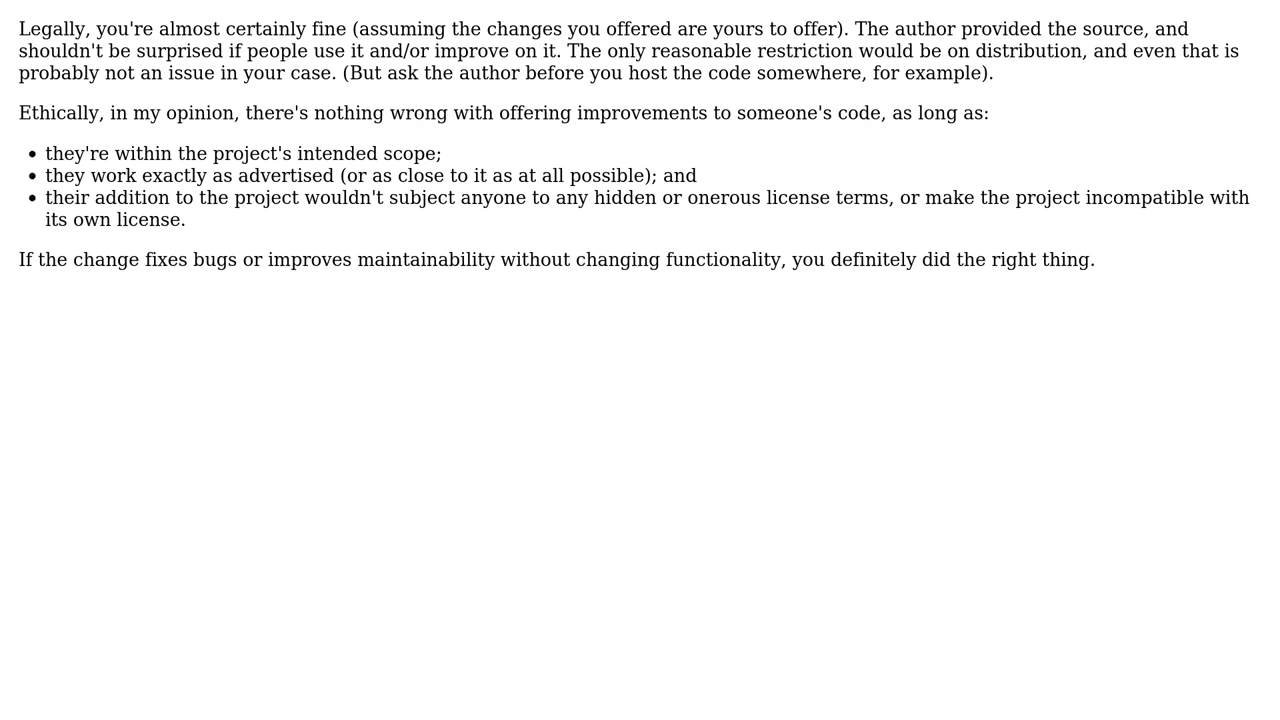 Legally, you're almost certainly fine (assuming the changes you offered are yours to offer). The author provided the source, and
shouldn't be surprised if people use it and/or improve on it. The only reasonable restriction would be on distribution, and even that is
probably not an issue in your case. (But ask the author before you host the code somewhere, for example).
Ethically, in my opinion, there's nothing wrong with offering improvements to someone's code, as long as:
• they're within the project's intended scope;
• they work exactly as advertised (or as close to it as at all possible); and
• their addition to the project wouldn't subject anyone to any hidden or onerous license terms, or make the project incompatible with
its own license.
If the change fixes bugs or improves maintainability without changing functionality, you definitely did the right thing.